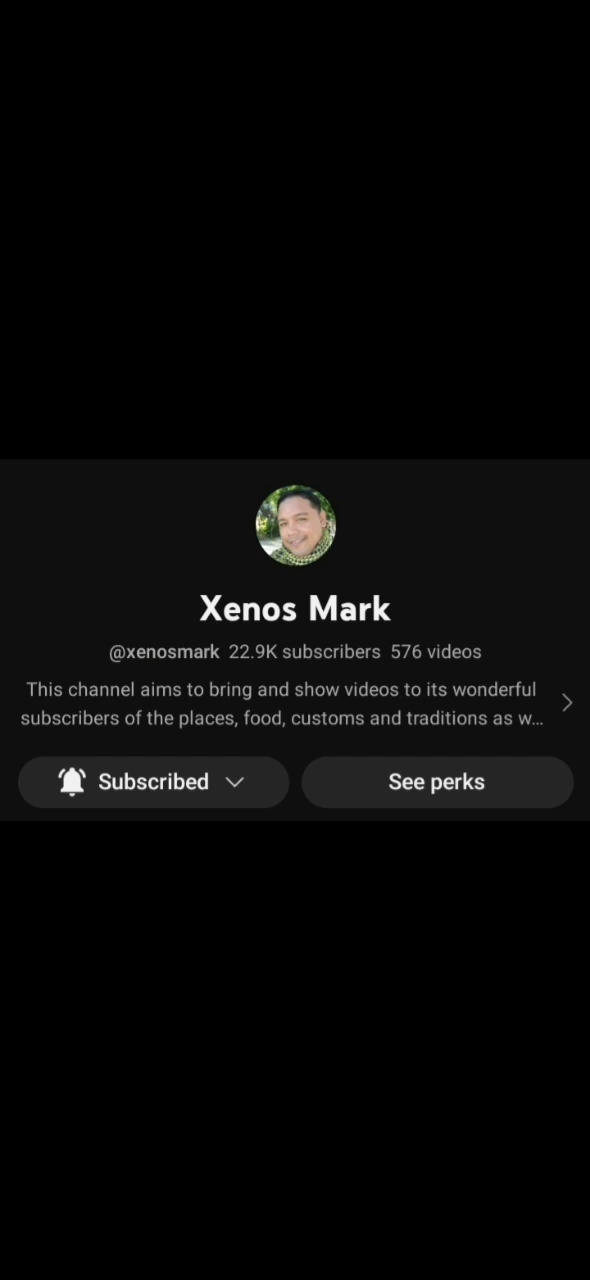 Xenos Mark
@xenosmark 22.9K subscribers 576 videos
This channel aims to bring and show videos to its wonderful
subscribers of the places, food, customs and traditions as w...
Subscribed
See perks